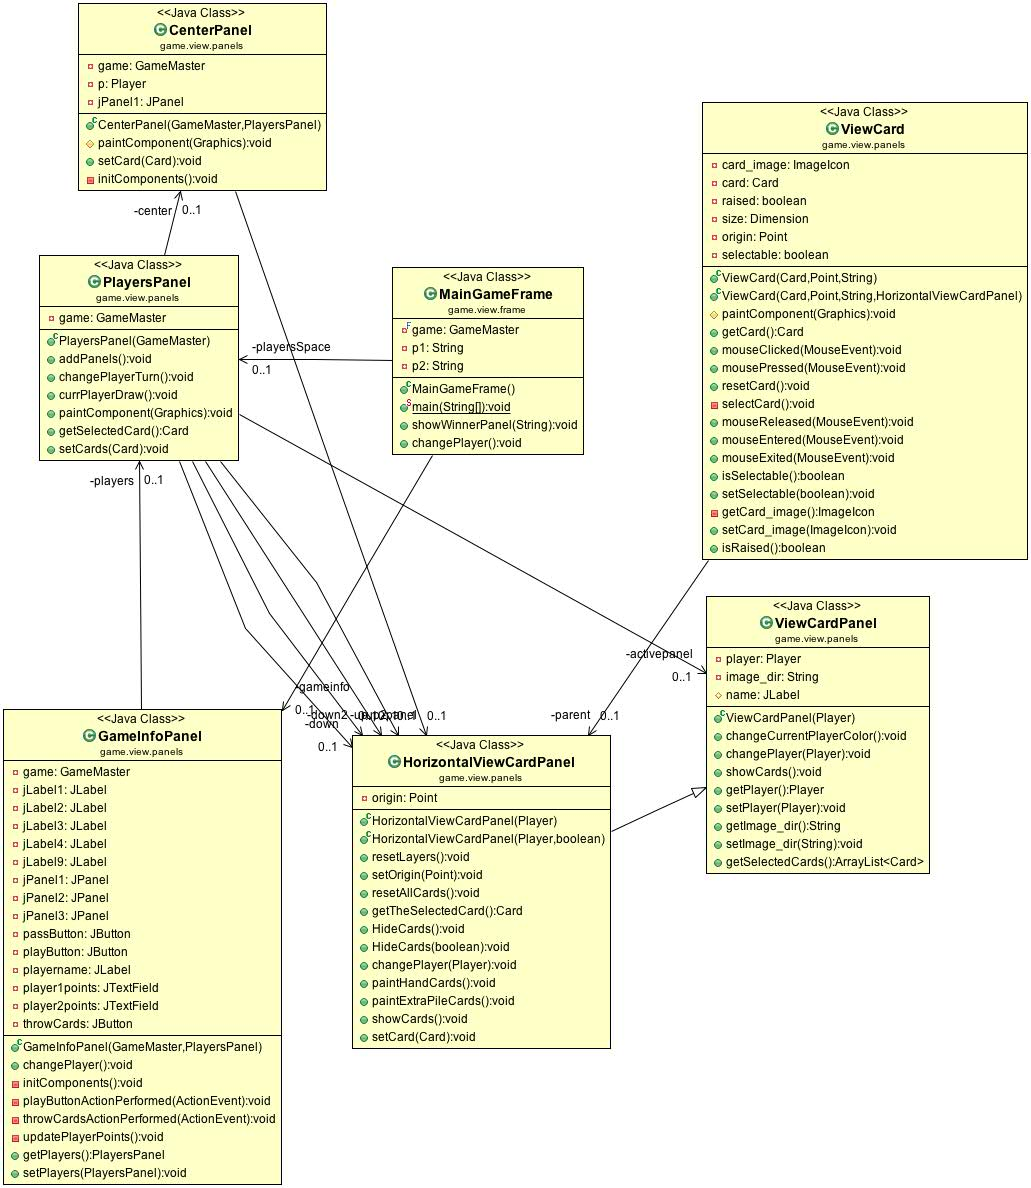 <<Java Class>>
CenterPanel
game.view.panels
game: GameMaster
p: Player
jPanel1: JPanel
CenterPanel(GameMaster,PlayersPanel)
paintComponent(Graphics):void
setCard(Card):void
initComponents():void
-center 0..1
<<Java Class>>
PlayersPanel
game.view.panels
game: GameMaster
PlayersPanel(GameMaster)
addPanels():void
changePlayerTurn():void
currPlayerDraw():void
paintComponent(Graphics):void
getSelectedCard():Card
setCards(Card):void
-playersSpace
0..1
<<Java Class>>
MainGameFrame
game.view.frame
game: GameMaster
p1: String
p2: String
MainGameFrame()
main(String[]):void
showWinnerPanel(String):void
changePlayer():void
<<Java Class>>
ViewCard
game.view.panels
card_image: ImageIcon
card: Card
raised: boolean
size: Dimension
origin: Point
selectable: boolean
ViewCard(Card,Point,String)
ViewCard(Card,Point,String,HorizontalViewCardPanel)
paintComponent(Graphics):void
getCard():Card
mouseClicked(MouseEvent):void
mousePressed(MouseEvent):void
resetCard():void
selectCard():void
mouseReleased(MouseEvent):void
mouseEntered(MouseEvent):void
mouseExited(MouseEvent):void
isSelectable():boolean
setSelectable(boolean):void
getCard_image():ImageIcon
setCard_image(ImageIcon):void
isRaised():boolean
-players 0..1
-activepanel
0..1
<<Java Class>>
ViewCardPanel
game.view.panels
player: Player
image_dir: String
name: JLabel
ViewCardPanel(Player)
changeCurrentPlayerColor():void
changePlayer(Player):void
showCards():void
getPlayer():Player
setPlayer(Player):void
getImage_dir():String
setImage_dir(String):void
getSelectedCards():ArrayList<Card>
-gameinfo
0..1
-down2
-down
0..1
0..1
-parent 0..1
<<Java Class>>
GameInfoPanel
game.view.panels
game: GameMaster
jLabel1: JLabel
jLabel2: JLabel
jLabel3: JLabel
jLabel4: JLabel
jLabel9: JLabel
jPanel1: JPanel
jPanel2: JPanel
jPanel3: JPanel
passButton: JButton
playButton: JButton
playername: JLabel
player1points: JTextField
player2points: JTextField
throwCards: JButton
GameInfoPanel(GameMaster,PlayersPanel)
changePlayer():void
initComponents():void
playButtonActionPerformed(ActionEvent):void
throwCardsActionPerformed(ActionEvent):void
updatePlayerPoints():void
getPlayers():PlayersPanel
setPlayers(PlayersPanel):void
<<Java Class>>
HorizontalViewCardPanel
game.view.panels
origin: Point
HorizontalViewCardPanel(Player)
HorizontalViewCardPanel(Player,boolean)
resetLayers():void
setOrigin(Point):void
resetAllCards():void
getTheSelectedCard():Card
HideCards():void
HideCards(boolean):void
changePlayer(Player):void
paintHandCards():void
paintExtraPileCards():void
showCards():void
setCard(Card):void